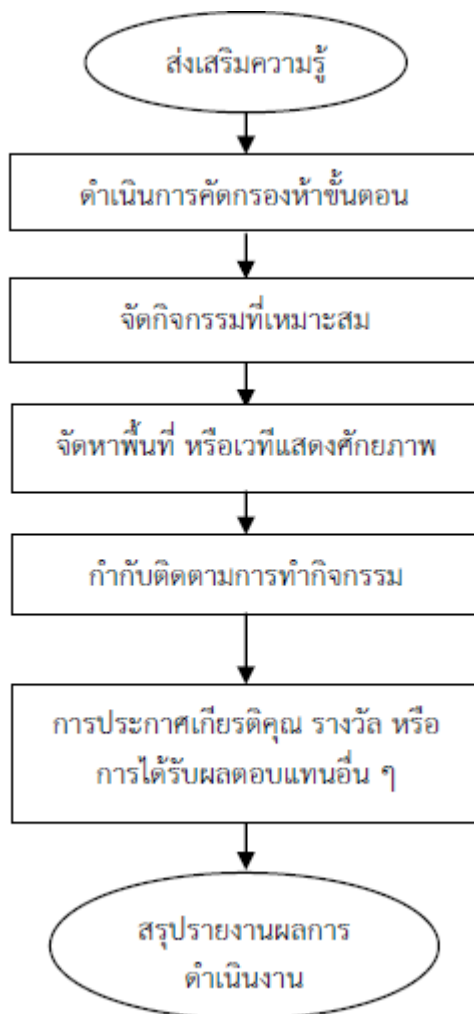 ส่งเสริมความรู้
ดำเนินการคัดกรองห้าขั้นตอน
จัดกิจกรรมที่เหมาะสม
จัดหาพื้นที่ หรือเวทีแสดงศักยภาพ
กำกับติดตามการทำกิจกรรม
การประกาศเกียรติคุณ รางวัล หรือ
การได้รับผลตอบแทนอื่น ๆ
สรุปรายงานผลการ
ดำเนินงาน